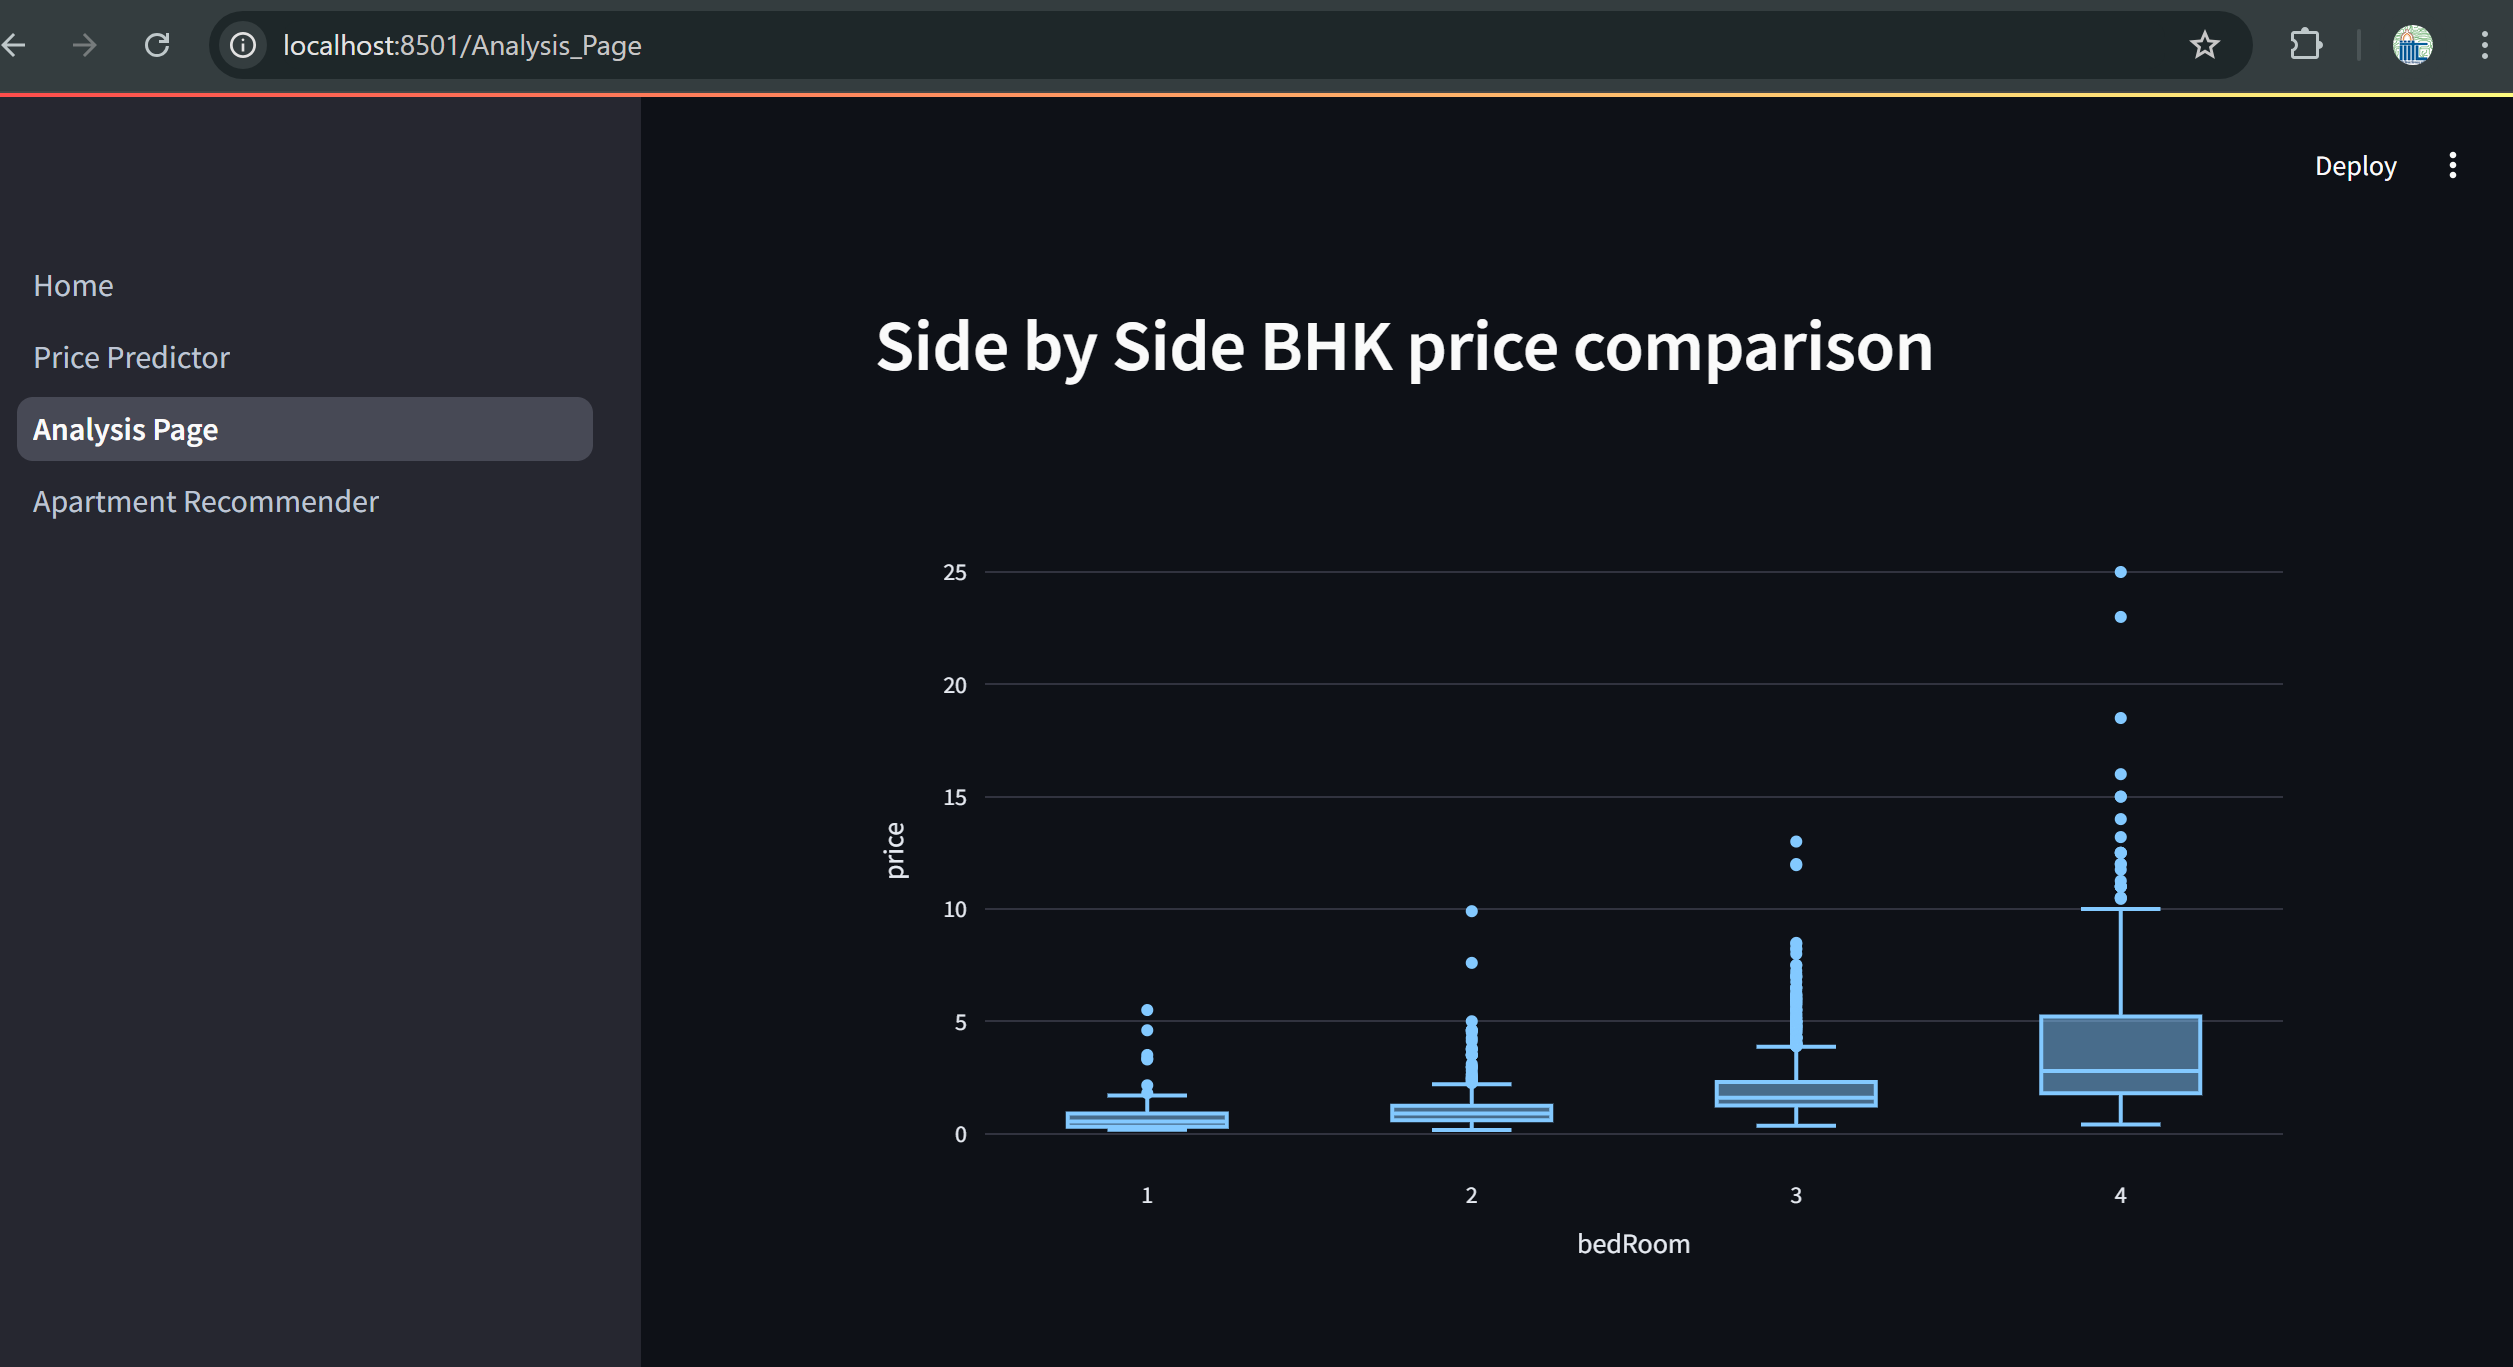 localhost:8501/Analysis_Page
Deploy
Home
Price Predictor
Analysis Page
Apartment Recommender
Side by Side BHK price comparison
25
20
15
10
5
0
price
1
2
3
4
bedRoom